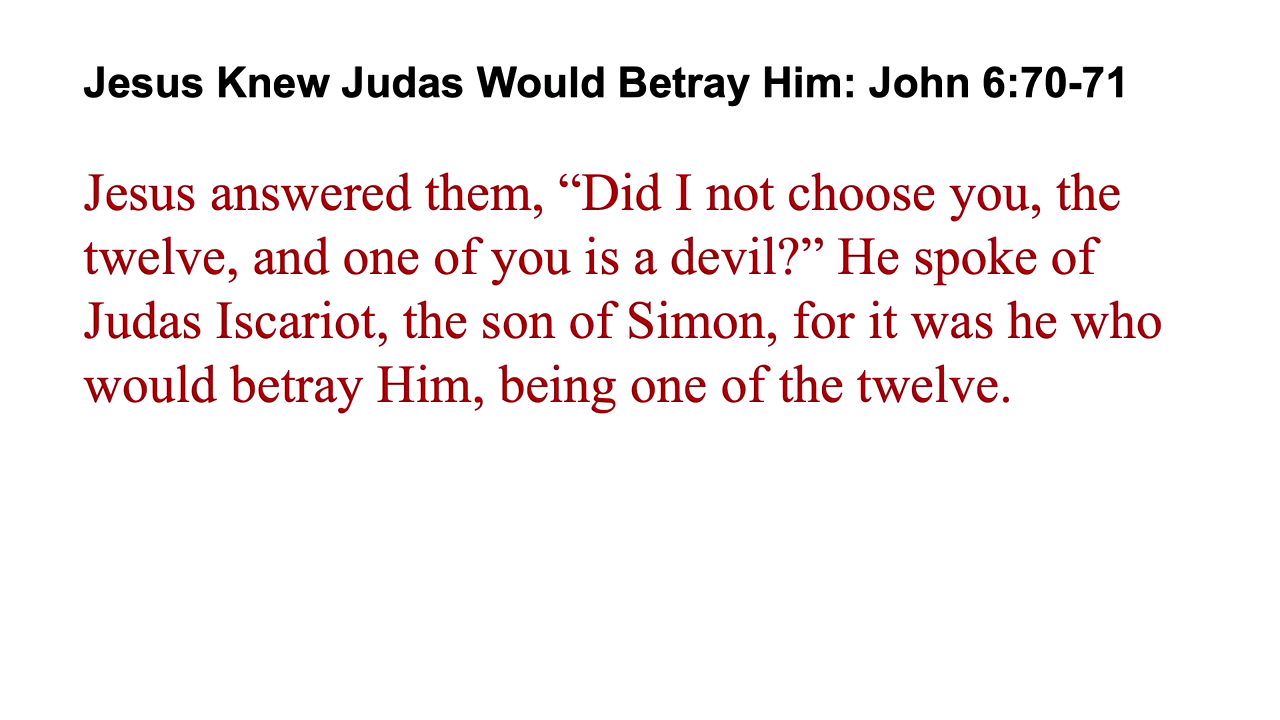 Jesus Knew Judas Would Betray Him: John 6:70-71
Jesus answered them, “Did I not choose you, the
twelve, and one of you is a devil?” He spoke of
Judas Iscariot, the son of Simon, for it was he who
would betray Him, being one of the twelve.